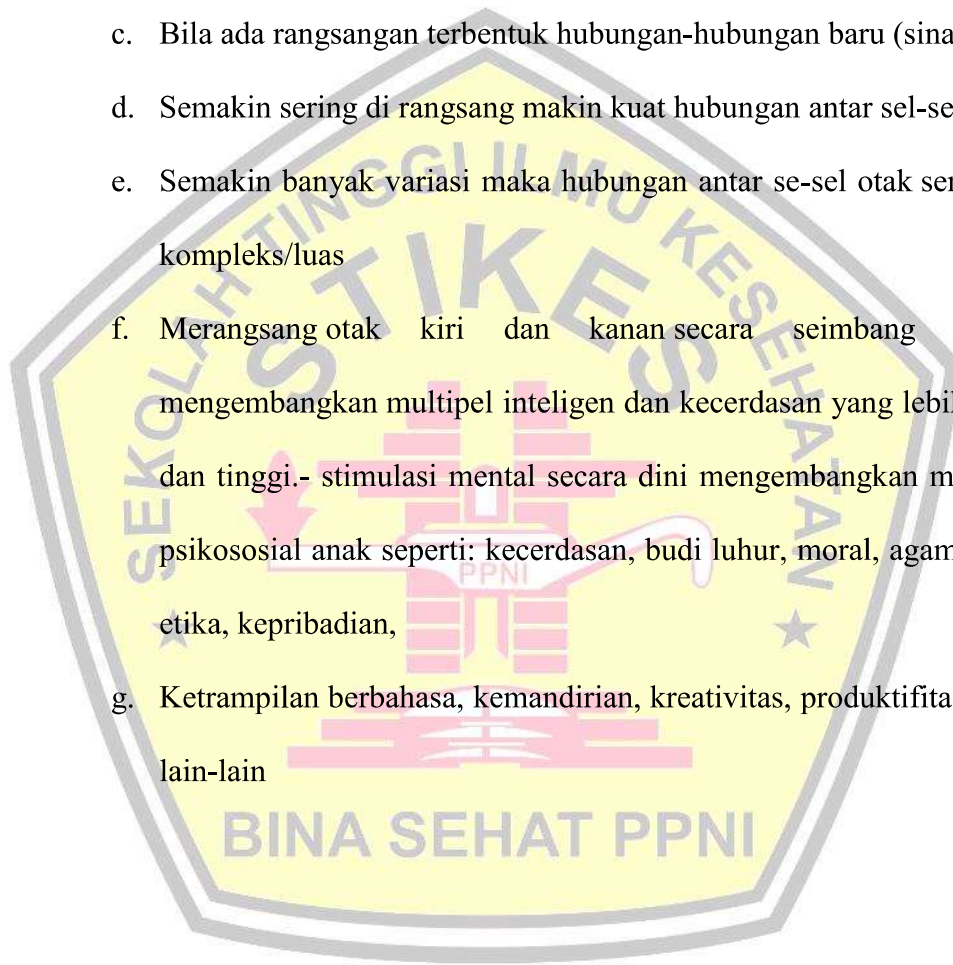 c. Bila ada rangsangan terbentuk hubungan-hubungan baru (sina
d. Semakin sering di rangsang makin kuat hubungan antar sel-se
e. Semakin banyak variasi maka hubungan antar se-sel otak se
kompleks/luas
f. Merangsang otak kiri dan kanan secara seimbang
mengembangkan multipel inteligen dan kecerdasan yang lebi
dan tinggi.- stimulasi mental secara dini mengembangkan m
psikososial anak seperti: kecerdasan, budi luhur, moral, agam
etika, kepribadian,
g. Ketrampilan berbahasa, kemandirian, kreativitas, produktifita
lain-lain
SEKOLAH TINGGI ILMU KESEHATAN
STIKES
PPNI
BINA SEHAT PPNI